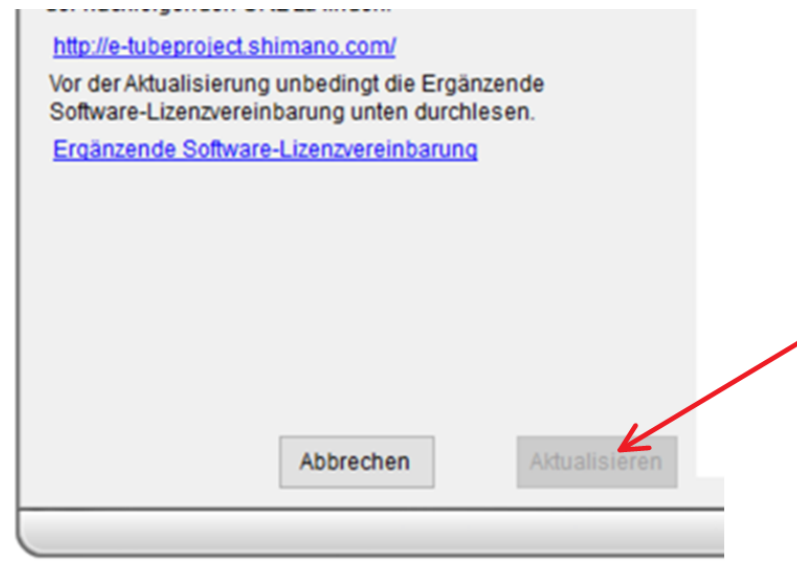 http://e-tubeproject.shimano.com/
Vor der Aktualisierung unbedingt die Ergänzende
Software-Lizenzvereinbarung unten durchlesen.
Ergänzende Software-Lizenzvereinbarung
Abbrechen
Aktualisieren